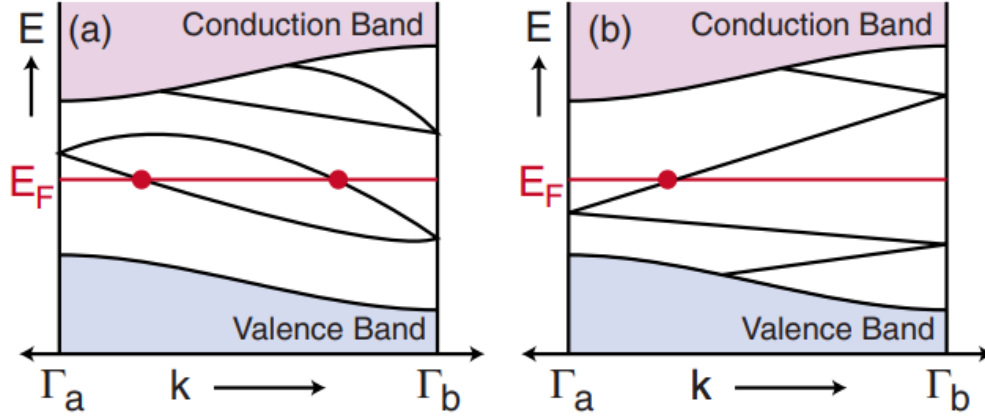 E (a) Conduction Band
E_F
Valence Band
Γ_a k Γ_b
E (b) Conduction Band
E_F
Valence Band
Γ_a k Γ_b